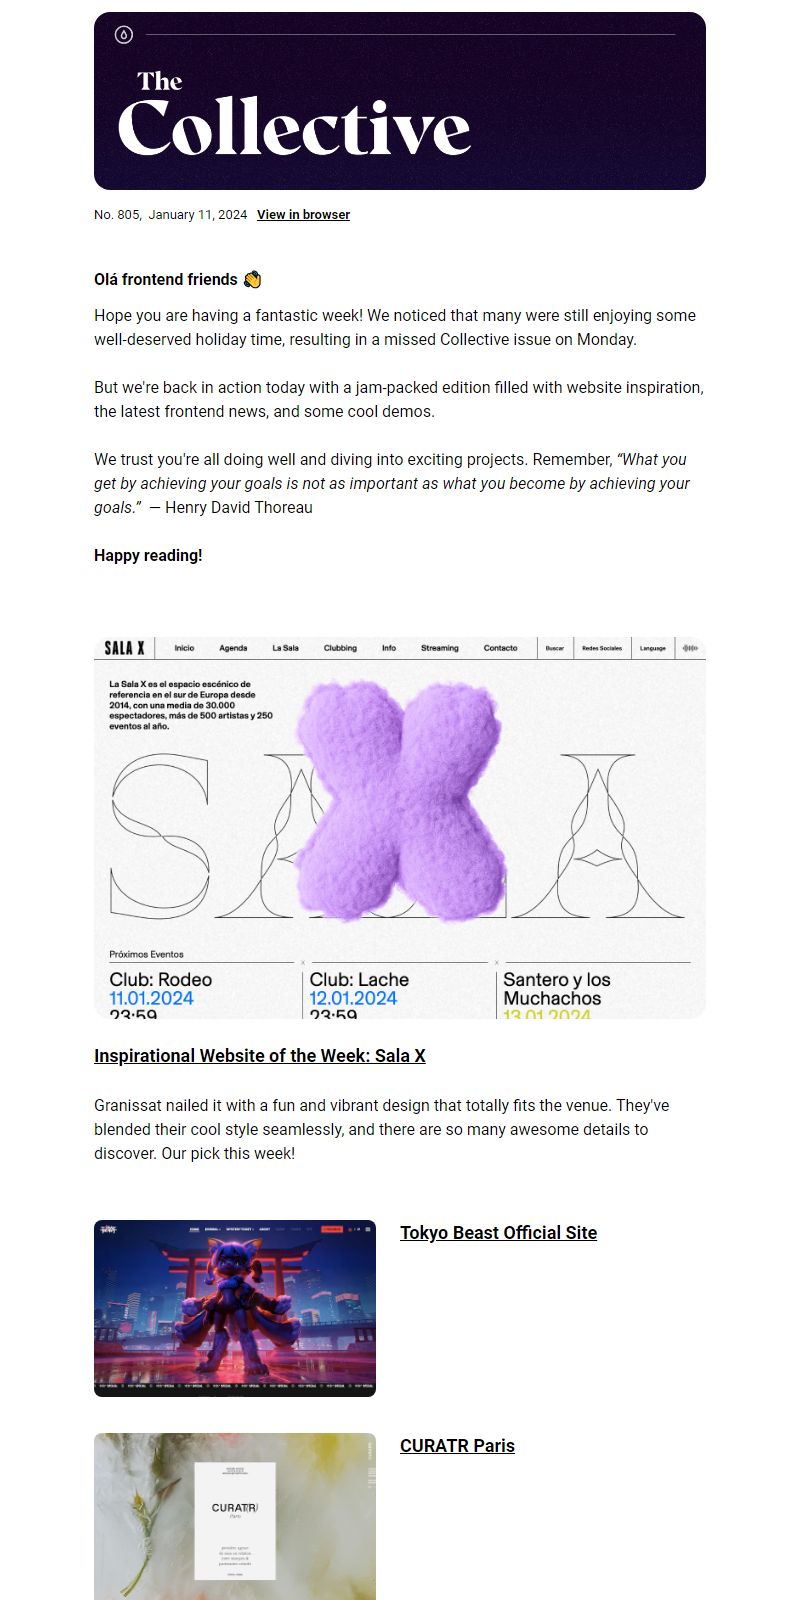 The
Collective
No. 805,  January 11, 2024  View in browser
Olá frontend friends 👏
Hope you are having a fantastic week! We noticed that many were still enjoying some
well-deserved holiday time, resulting in a missed Collective issue on Monday.
But we're back in action today with a jam-packed edition filled with website inspiration,
the latest frontend news, and some cool demos.
We trust you're all doing well and diving into exciting projects. Remember, “What you
get by achieving your goals is not as important as what you become by achieving your
goals.”  — Henry David Thoreau
Happy reading!
SALA X Inicio Agenda La Sala Clubbing Info Streaming Contacto Buscar Redes Sociales Language
La Sala X es el espacio escénico de
referencia en el sur de Europa desde
2014, con una media de 30.000
espectadores, más de 500 artistas y 250
eventos al año.
SALA
X
Próximos Eventos
Club: Rodeo
11.01.2024
23:59
Club: Lache
12.01.2024
23:59
Santero y los
Muchachos
13.01.2024
Inspirational Website of the Week: Sala X
Granissat nailed it with a fun and vibrant design that totally fits the venue. They've
blended their cool style seamlessly, and there are so many awesome details to
discover. Our pick this week!
Tokyo Beast Official Site
CURATR Paris
CURATR
Paris